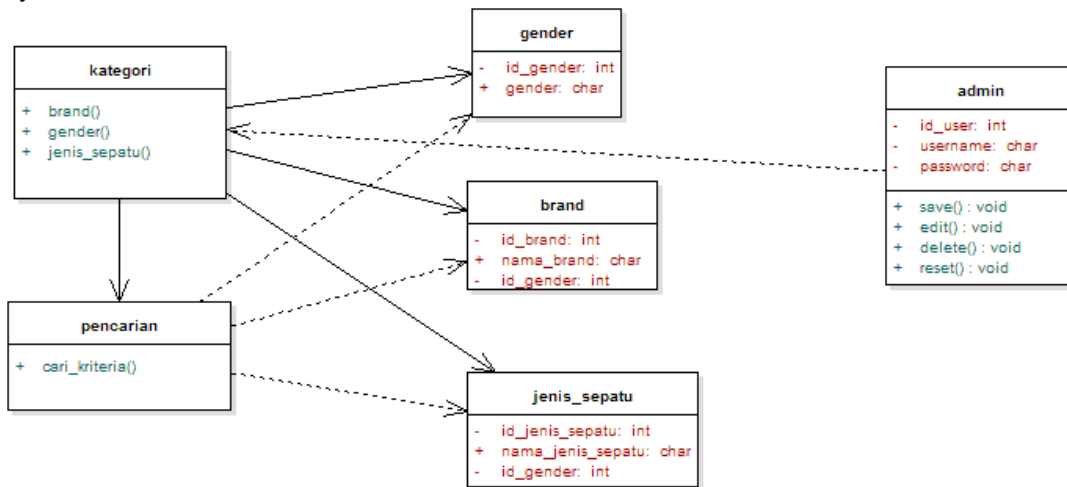 kategori
+ brand()
+ gender()
+ jenis_sepatu()
gender
- id_gender: int
+ gender: char
admin
- id_user: int
- username: char
- password: char
+ save() : void
+ edit() : void
+ delete() : void
+ reset() : void
brand
- id_brand: int
+ nama_brand: char
- id_gender: int
pencarian
+ cari_kriteria()
jenis_sepatu
- id_jenis_sepatu: int
+ nama_jenis_sepatu: char
- id_gender: int